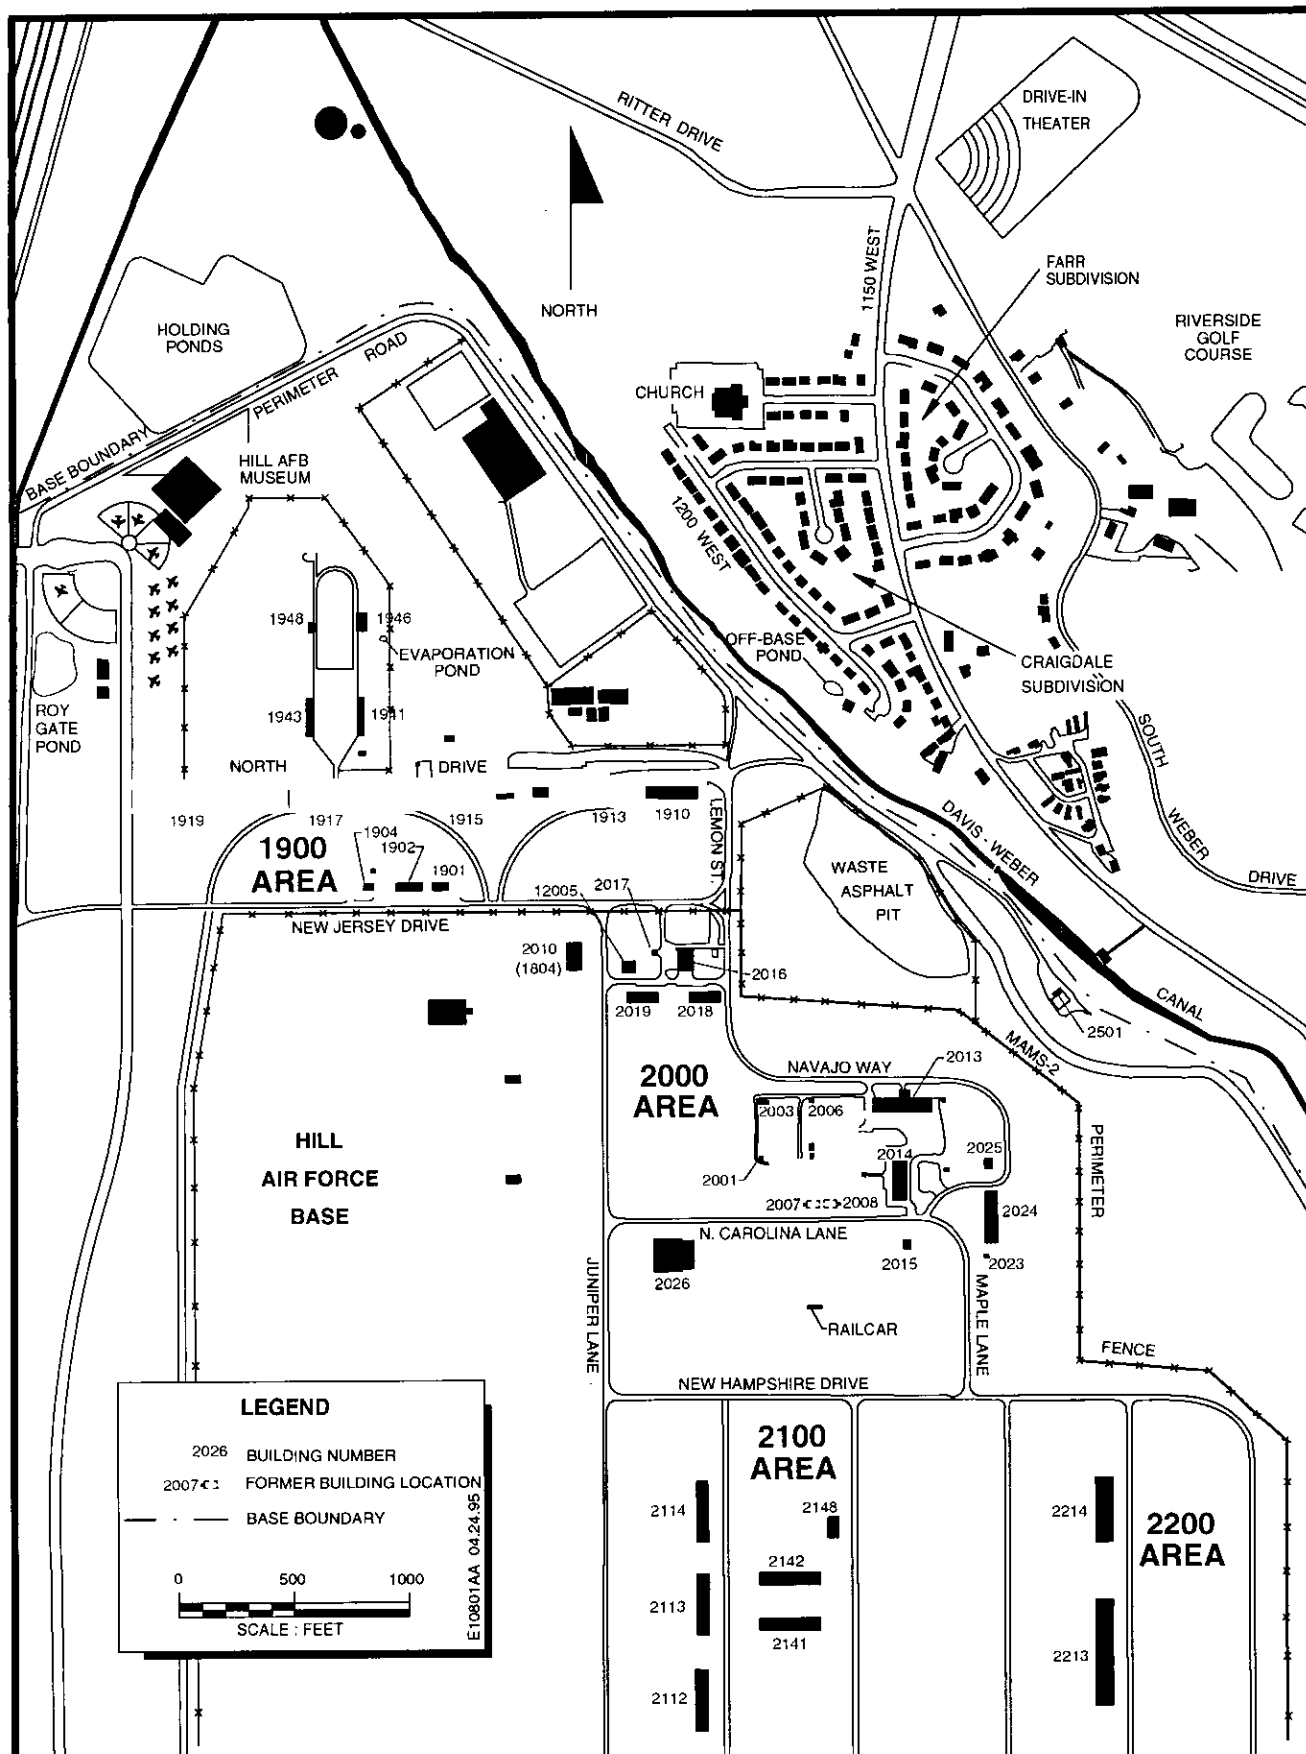 RITTER DRIVE
DRIVE-IN
THEATER
1150 WEST
FARR
SUBDIVISION
NORTH
HOLDING
PONDS
RIVERSIDE
GOLF
COURSE
PERIMETER ROAD
CHURCH
BASE BOUNDARY
HILL AFB
MUSEUM
1200 WEST
1948
1946
EVAPORATION
POND
OFF-BASE
POND
CRAIGDALE
SUBDIVISION
ROY
GATE
POND
1943
1941
SOUTH WEBER DRIVE
NORTH DRIVE
LEMON ST.
DAVIS - WEBER CANAL
1919
1917
1915
1913
1910
1900
AREA
1904
1902
1901
WASTE
ASPHALT
PIT
12005
2017
NEW JERSEY DRIVE
2010
(1804)
2016
2019
2018
2501
MAMS-2 PERIMETER FENCE
2000
AREA
NAVAJO WAY
2013
2003
2006
HILL
AIR FORCE
BASE
2014
2025
2001
2007
2008
2024
N. CAROLINA LANE
2026
2015
2023
JUNIPER LANE
MAPLE LANE
RAILCAR
NEW HAMPSHIRE DRIVE
LEGEND
2026 BUILDING NUMBER
2007 FORMER BUILDING LOCATION
BASE BOUNDARY
0 500 1000
SCALE : FEET
E10801AA 04.24.95
2100
AREA
2114
2148
2214
2200
AREA
2142
2113
2141
2213
2112